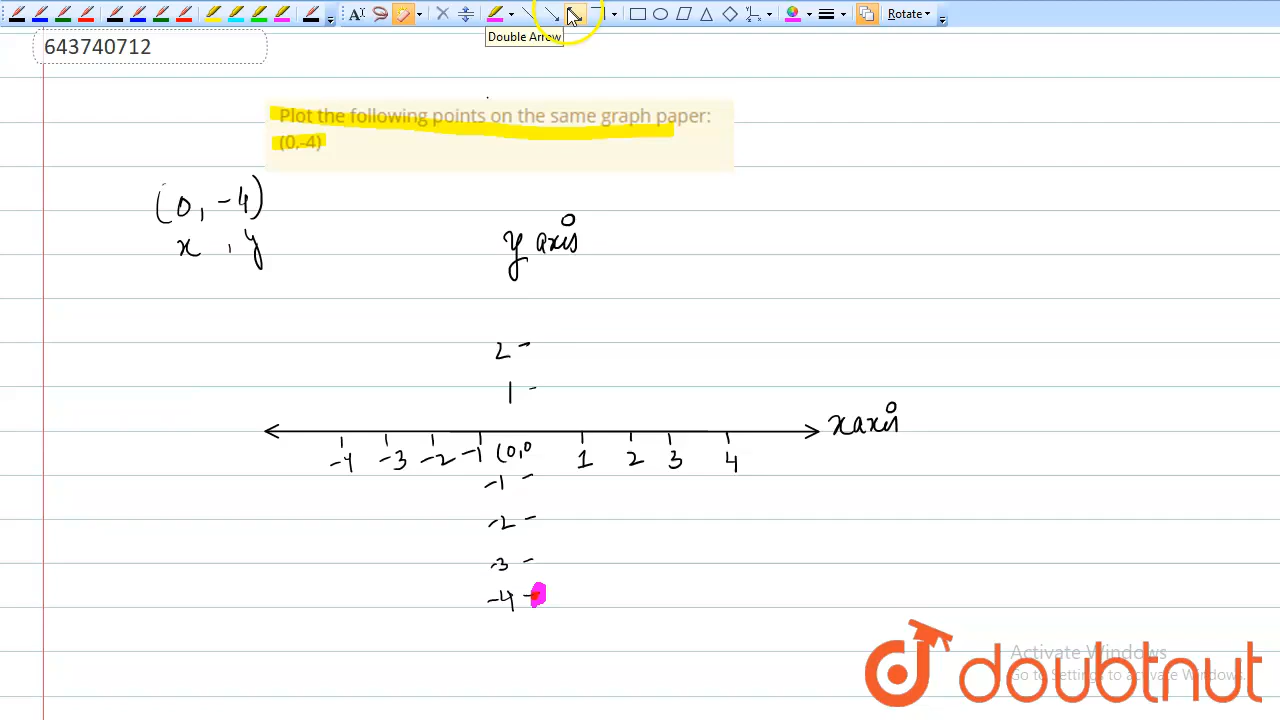 Rotate
Double Arrow
643740712
Plot the following points on the same graph paper:
(0,-4)
(0, -4)
x , y
y axis
2
1
x axis
-4 -3 -2 -1 (0,0 1 2 3 4
-1
-2
-3
-4
Activate Windows
Go to Settings to activate Windows.
doubtnut